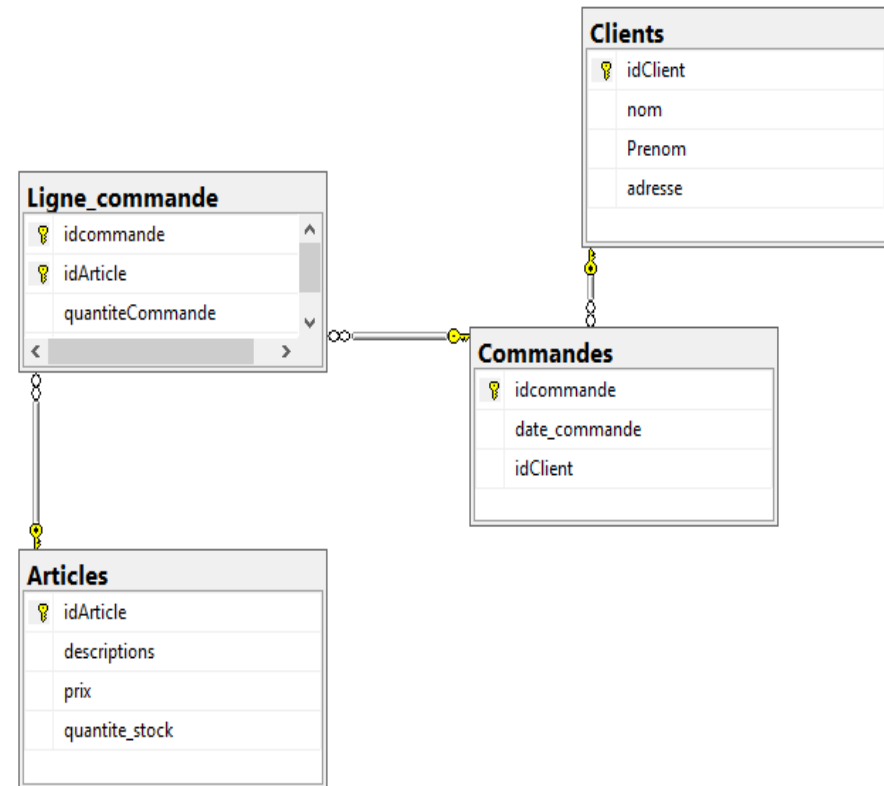 Clients
idClient
nom
Prenom
adresse
Ligne_commande
idcommande
idArticle
quantiteCommande
Commandes
idcommande
date_commande
idClient
Articles
idArticle
descriptions
prix
quantite_stock